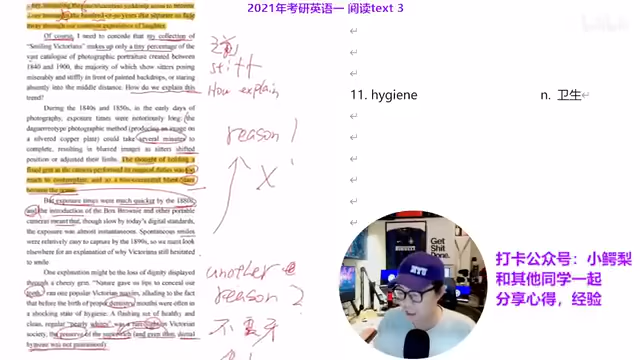 2021年考研英语一 阅读text 3
Of course, I need to concede that my collection of
"Smiling Victorians" makes up only a tiny percentage of the
vast catalogue of photographic portraiture created between
1840 and 1900, the majority of which show sitters posing
miserably and stiffly in front of painted backdrops, or staring
absently into the middle distance. How do we explain this
trend?
During the 1840s and 1850s, in the early days of
photography, exposure times were notoriously long: the
daguerreotype photographic method (producing an image on
a silvered copper plate) could take several minutes to
complete, resulting in blurred images as sitters shifted
position or adjusted their limbs. The thought of holding a
fixed grin as the camera performed its magical duties was too
much to contemplate, and so a non-committal blank stare
became the norm.
But exposure times were much quicker by the 1880s,
and the introduction of the Box Brownie and other portable
cameras meant that, though slow by today's digital standards,
the exposure was almost instantaneous. Spontaneous smiles
were relatively easy to capture by the 1890s, so we must look
elsewhere for an explanation of why Victorians still hesitated
to smile.
One explanation might be the loss of dignity displayed
through a cheesy grin. "Nature gave us lips to conceal our
teeth," ran one popular Victorian maxim, alluding to the fact
that before the birth of proper dentistry, mouths were often in
a shocking state of hygiene. A flashing set of healthy and
clean, regular "pearly whites" was a rare sight in Victorian
society, the preserve of the super-rich (and even then, dental
hygiene was not guaranteed).
stiff
How explain
reason 1
X
another
reason 2
11. hygiene n. 卫生
Get
Shit
Done.
NYU
打卡公众号：小鳄梨
和其他同学一起
分享心得，经验
bilibili